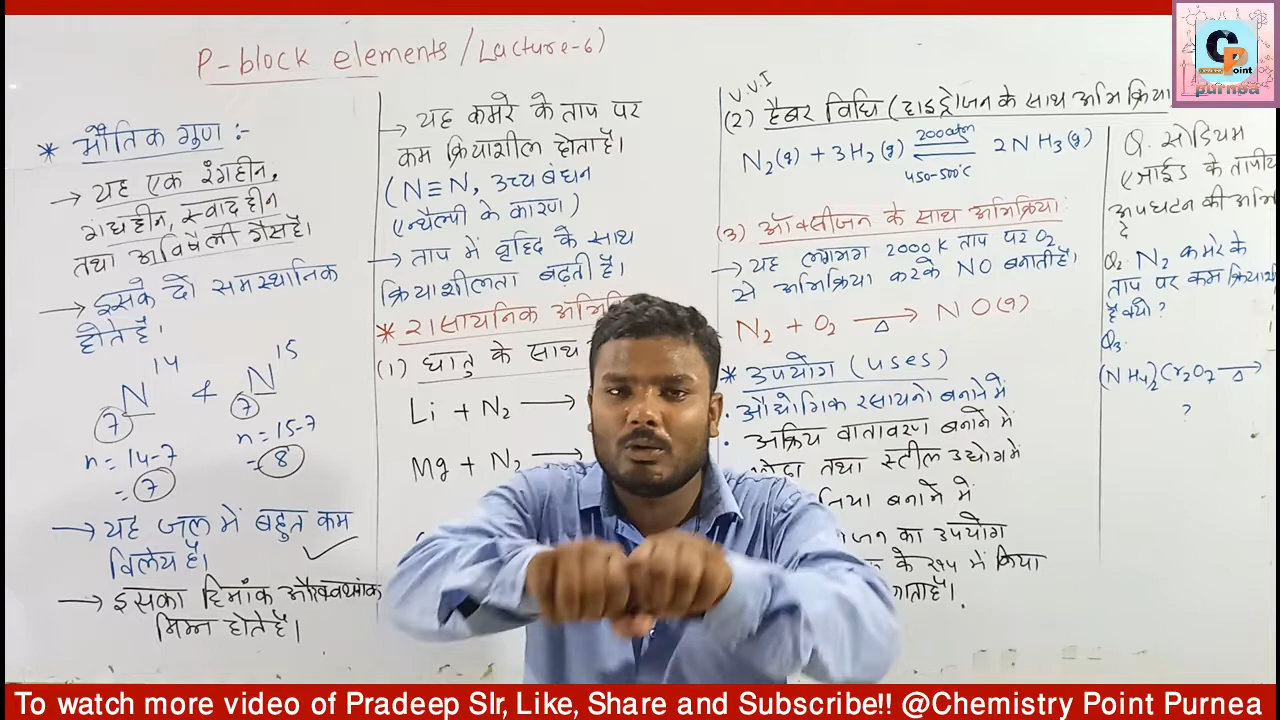 P-block elements/Lacture-6)
* भौतिक गुण :-
→ यह एक रंगहीन,
गंधहीन, स्वादहीन
तथा अविषैली गैस है।
→ इसके दो समस्थानिक
होते हैं।
14 15
N & N
7 7
n = 14-7
= 7
n = 15-7
= 8
→ यह जल में बहुत कम
विलेय है।
→ इसका हिमांक और क्वथनांक
निम्न होते हैं।
→ यह कमरे के ताप पर
कम क्रियाशील होता है।
(N≡N, उच्च बंधन
एन्थैल्पी के कारण)
→ ताप में वृद्धि के साथ
क्रियाशीलता बढ़ती है।
* रासायनिक
(1) धातु के साथ
Li + N₂ →
Mg + N₂ →
V.V.I
(2) हैबर विधि (हाइड्रोजन के साथ अभिक्रिया
200atm
N₂(g) + 3H₂(g) ⇌ 2NH₃(g)
450-500°C
(3) ऑक्सीजन के साथ अभिक्रिया:
→ यह लगभग 2000K ताप पर O₂
से अभिक्रिया करके NO बनाती है।
N₂ + O₂ → NO(g)
Δ
* उपयोग (uses)
• औद्योगिक रसायनो बनाने में
• अक्रिय वातावरण बनाने में
तथा स्टील उद्योग में
बनाने में
का उपयोग
के रूप में किया
Q. सोडियम
के तापीय
अपघटन की
दें
Q₂ N₂ कमरे के
ताप पर कम
है क्यों?
Q₃.
(NH₄)₂Cr₂O₇ →
Δ
?
CP
Point
purnea
To watch more video of Pradeep SIr, Like, Share and Subscribe!! @Chemistry Point Purnea